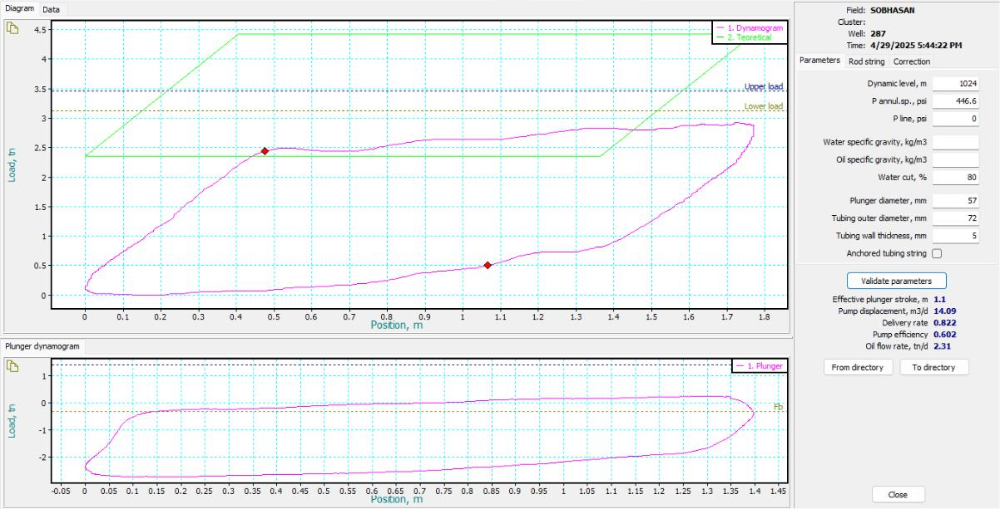 Diagram Data
4.5
4
3.5
3
2.5
2
1.5
1
0.5
0
Load, tn
1. Dynamogram
2. Teoretical
Upper load
Lower load
0 0.1 0.2 0.3 0.4 0.5 0.6 0.7 0.8 0.9 1 1.1 1.2 1.3 1.4 1.5 1.6 1.7 1.8
Position, m
Plunger dynamogram
1
0
-1
-2
Load, tn
1. Plunger
Fb
-0.05 0 0.05 0.1 0.15 0.2 0.25 0.3 0.35 0.4 0.45 0.5 0.55 0.6 0.65 0.7 0.75 0.8 0.85 0.9 0.95 1 1.05 1.1 1.15 1.2 1.25 1.3 1.35 1.4 1.45
Position, m
Field: SOBHASAN
Cluster:
Well: 287
Time: 4/29/2025 5:44:22 PM
Parameters Rod string Correction
Dynamic level, m 1024
P annul.sp., psi 446.6
P line, psi 0
Water specific gravity, kg/m3
Oil specific gravity, kg/m3
Water cut, % 80
Plunger diameter, mm 57
Tubing outer diameter, mm 72
Tubing wall thickness, mm 5
Anchored tubing string
Validate parameters
Effective plunger stroke, m 1.1
Pump displacement, m3/d 14.09
Delivery rate 0.822
Pump efficiency 0.602
Oil flow rate, tn/d 2.31
From directory To directory
Close